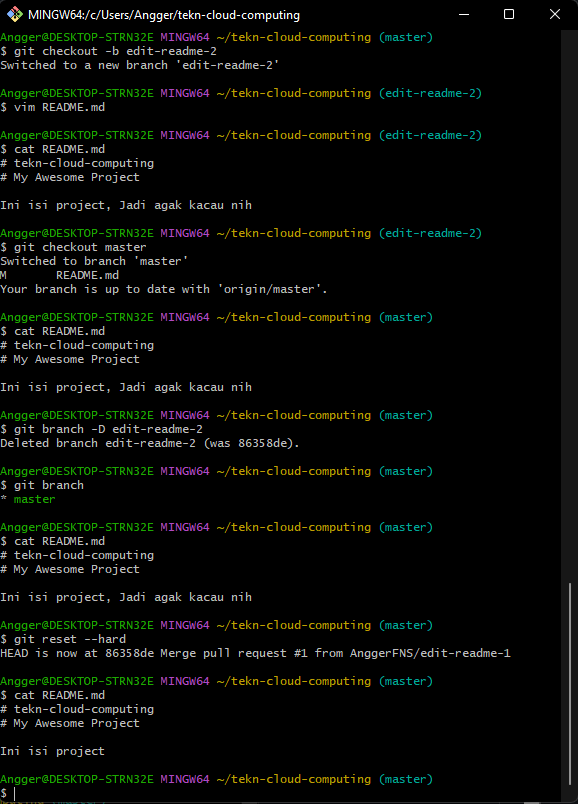 MINGW64:/c/Users/Angger/tekn-cloud-computing
Angger@DESKTOP-STRN32E MINGW64 ~/tekn-cloud-computing (master)
$ git checkout -b edit-readme-2
Switched to a new branch 'edit-readme-2'
Angger@DESKTOP-STRN32E MINGW64 ~/tekn-cloud-computing (edit-readme-2)
$ vim README.md
Angger@DESKTOP-STRN32E MINGW64 ~/tekn-cloud-computing (edit-readme-2)
$ cat README.md
# tekn-cloud-computing
# My Awesome Project
Ini isi project, Jadi agak kacau nih
Angger@DESKTOP-STRN32E MINGW64 ~/tekn-cloud-computing (edit-readme-2)
$ git checkout master
Switched to branch 'master'
M       README.md
Your branch is up to date with 'origin/master'.
Angger@DESKTOP-STRN32E MINGW64 ~/tekn-cloud-computing (master)
$ cat README.md
# tekn-cloud-computing
# My Awesome Project
Ini isi project, Jadi agak kacau nih
Angger@DESKTOP-STRN32E MINGW64 ~/tekn-cloud-computing (master)
$ git branch -D edit-readme-2
Deleted branch edit-readme-2 (was 86358de).
Angger@DESKTOP-STRN32E MINGW64 ~/tekn-cloud-computing (master)
$ git branch
* master
Angger@DESKTOP-STRN32E MINGW64 ~/tekn-cloud-computing (master)
$ cat README.md
# tekn-cloud-computing
# My Awesome Project
Ini isi project, Jadi agak kacau nih
Angger@DESKTOP-STRN32E MINGW64 ~/tekn-cloud-computing (master)
$ git reset --hard
HEAD is now at 86358de Merge pull request #1 from AnggerFNS/edit-readme-1
Angger@DESKTOP-STRN32E MINGW64 ~/tekn-cloud-computing (master)
$ cat README.md
# tekn-cloud-computing
# My Awesome Project
Ini isi project
Angger@DESKTOP-STRN32E MINGW64 ~/tekn-cloud-computing (master)
$